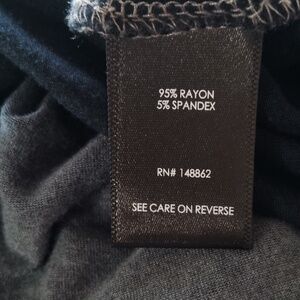 95% RAYON
5% SPANDEX
RN# 148862
SEE CARE ON REVERSE